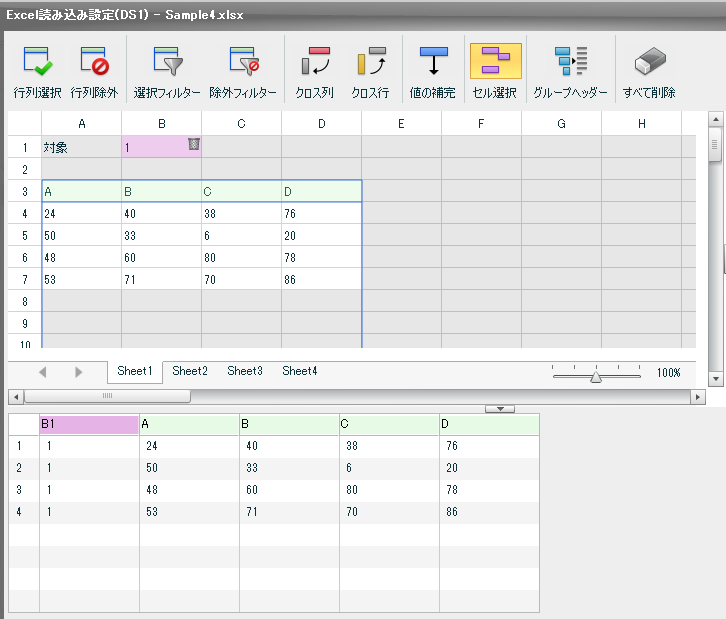 Excel読み込み設定(DS1) - Sample4.xlsx
行列選択 行列除外 選択フィルター 除外フィルター クロス列 クロス行 値の補完 セル選択 グループヘッダー すべて削除
A B C D E F G H
1 対象 1
2
3 A B C D
4 24 40 38 76
5 50 33 6 20
6 48 60 80 78
7 53 71 70 86
8
9
10
Sheet1 Sheet2 Sheet3 Sheet4 100%
B1 A B C D
1 1 24 40 38 76
2 1 50 33 6 20
3 1 48 60 80 78
4 1 53 71 70 86